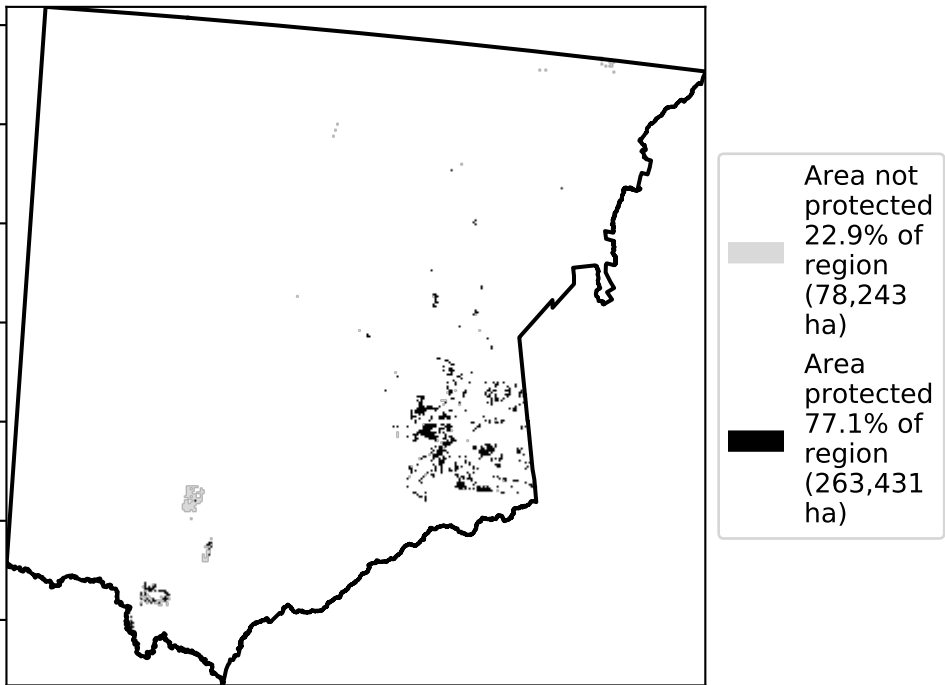 Area not
protected
22.9% of
region
(78,243
ha)
Area
protected
77.1% of
region
(263,431
ha)